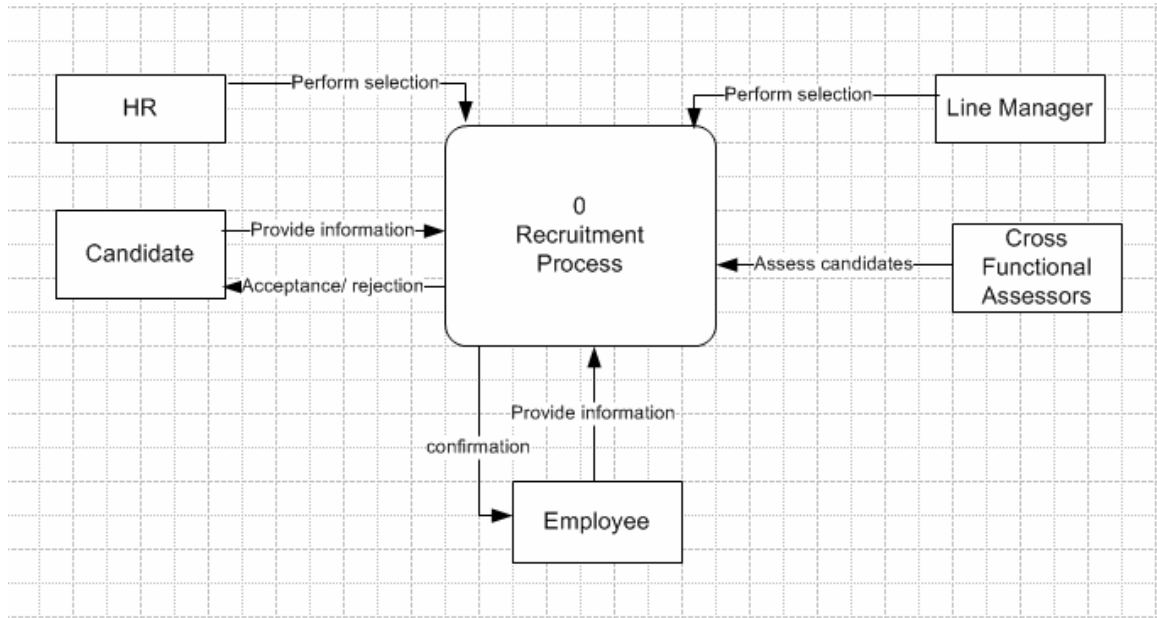 HR
Perform selection
Perform selection
Line Manager
0
Recruitment
Process
Candidate
Provide information
Acceptance/ rejection
Assess candidates
Cross
Functional
Assessors
Provide information
confirmation
Employee